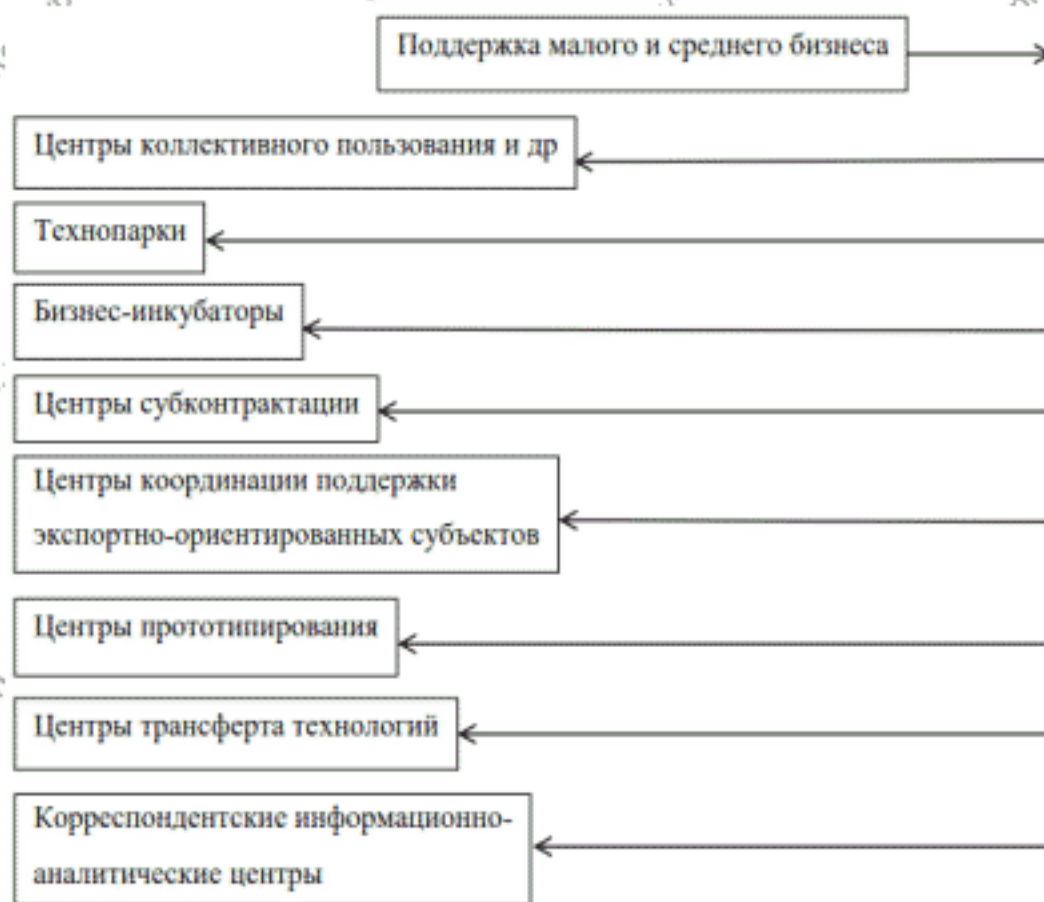 Поддержка малого и среднего бизнеса
Центры коллективного пользования и др
Технопарки
Бизнес-инкубаторы
Центры субконтрактации
Центры координации поддержки
экспортно-ориентированных субъектов
Центры прототипирования
Центры трансферта технологий
Корреспондентские информационно-
аналитические центры